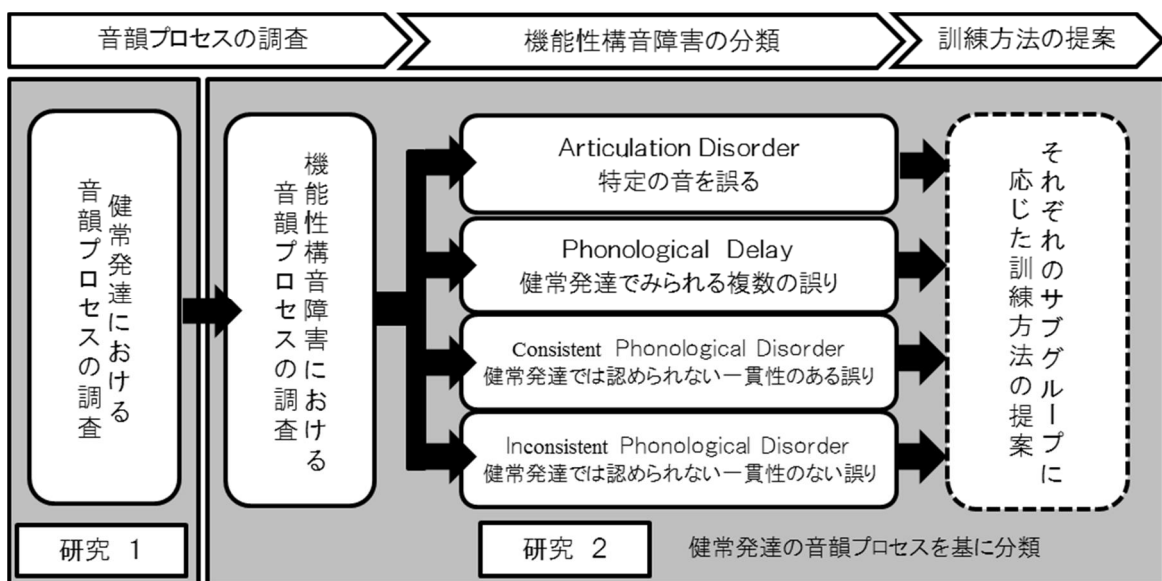 音韻プロセスの調査
機能性構音障害の分類
訓練方法の提案
健常発達における
音韻プロセスの調査
機能性構音障害における
音韻プロセスの調査
Articulation Disorder
特定の音を誤る
Phonological Delay
健常発達でみられる複数の誤り
Consistent Phonological Disorder
健常発達では認められない一貫性のある誤り
Inconsistent Phonological Disorder
健常発達では認められない一貫性のない誤り
それぞれのサブグループに
応じた訓練方法の提案
研究 1
研究 2
健常発達の音韻プロセスを基に分類